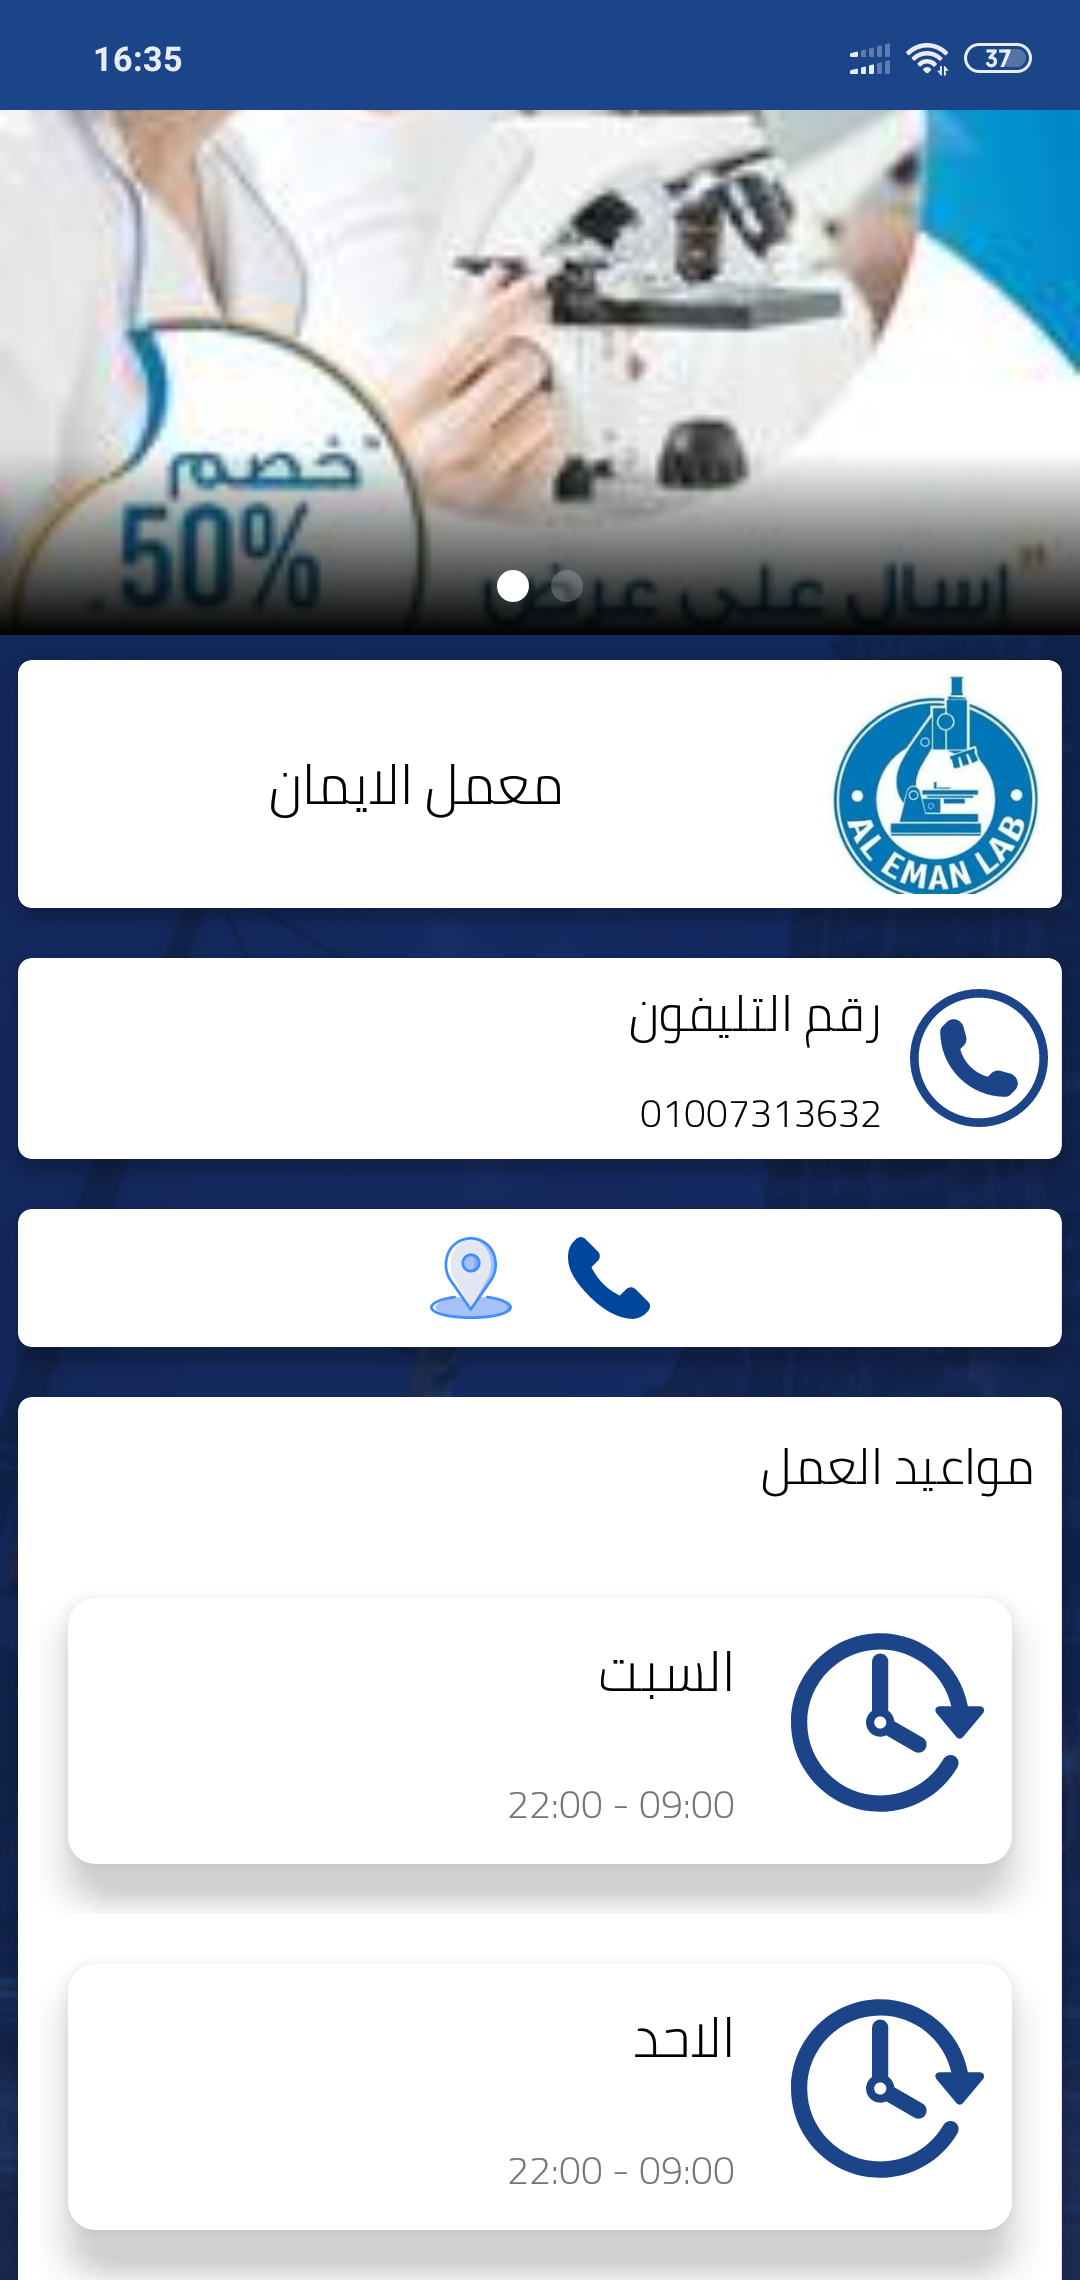 16:35
37
خصم
50%
إسأل على عرض
معمل الايمان
AL EMAN LAB
رقم التليفون
01007313632
مواعيد العمل
السبت
22:00 - 09:00
الاحد
22:00 - 09:00